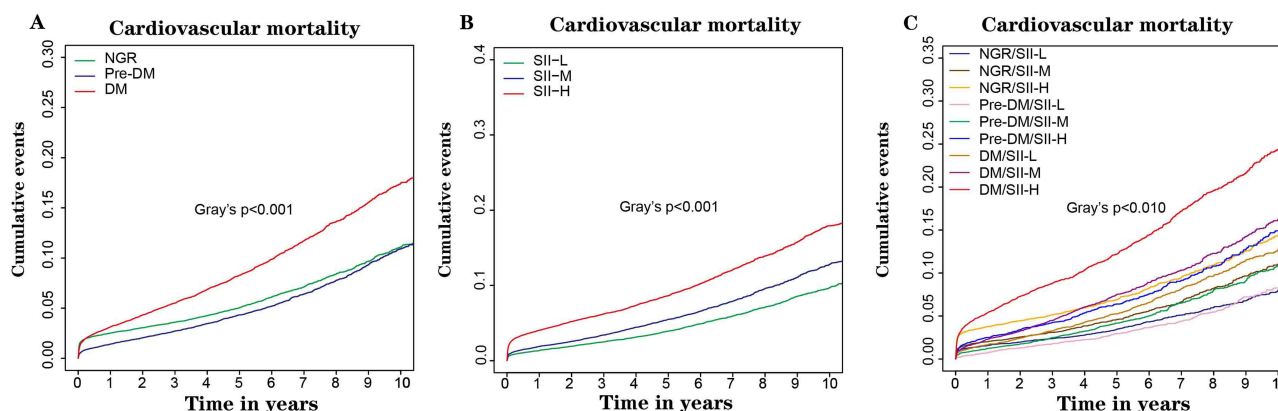 A
Cardiovascular mortality
NGR
Pre-DM
DM
Gray's p<0.001
Cumulative events
0.30
0.25
0.20
0.15
0.10
0.05
0.00
0 1 2 3 4 5 6 7 8 9 10
Time in years
B
Cardiovascular mortality
SII−L
SII−M
SII−H
Gray's p<0.001
Cumulative events
0.4
0.3
0.2
0.1
0.0
0 1 2 3 4 5 6 7 8 9 10
Time in years
C
Cardiovascular mortality
NGR/SII-L
NGR/SII-M
NGR/SII-H
Pre-DM/SII-L
Pre-DM/SII-M
Pre-DM/SII-H
DM/SII-L
DM/SII-M
DM/SII-H
Gray's p<0.010
Cumulative events
0.35
0.30
0.25
0.20
0.15
0.10
0.05
0.00
0 1 2 3 4 5 6 7 8 9 1
Time in years